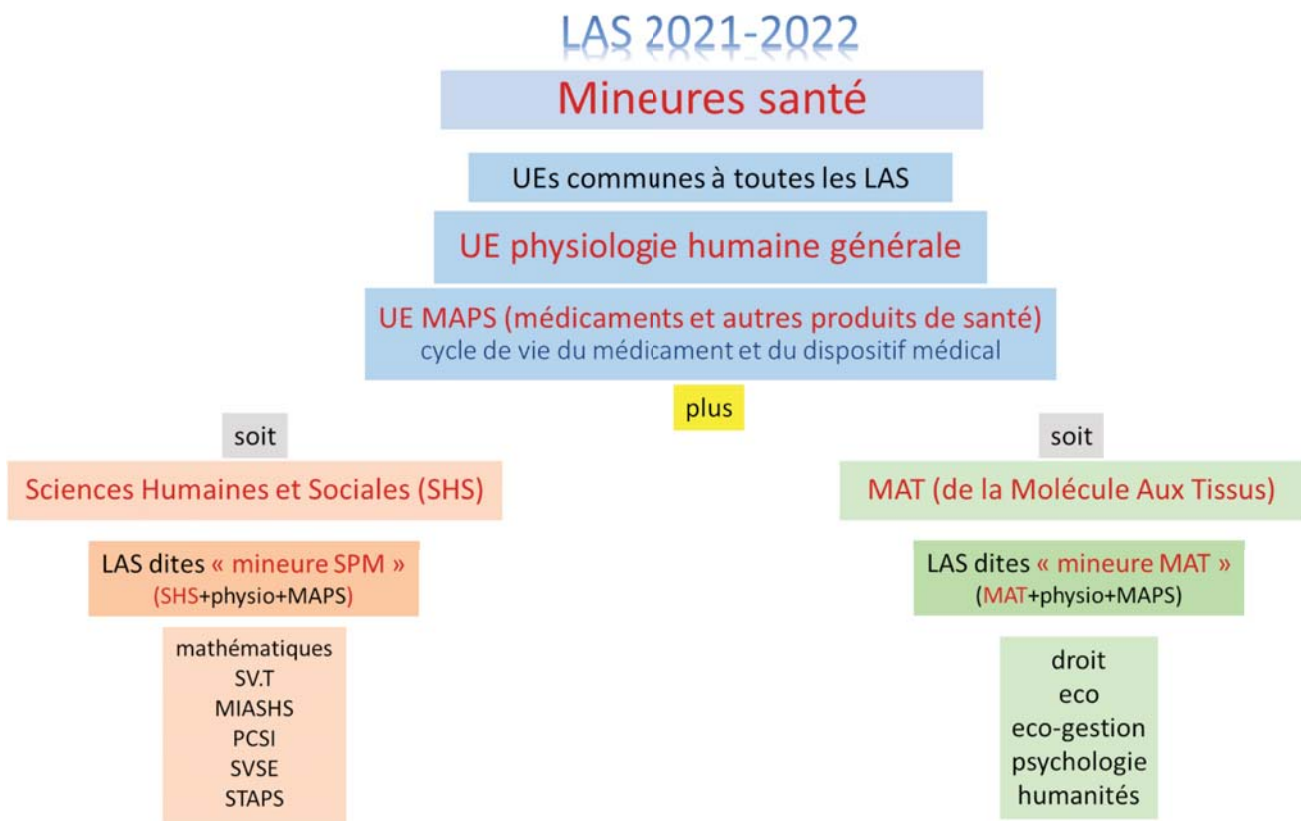 LAS 2021-2022
Mineures santé
UEs communes à toutes les LAS
UE physiologie humaine générale
UE MAPS (médicaments et autres produits de santé)
cycle de vie du médicament et du dispositif médical
plus
soit
Sciences Humaines et Sociales (SHS)
LAS dites « mineure SPM »
(SHS+physio+MAPS)
mathématiques
SV.T
MIASHS
PCSI
SVSE
STAPS
soit
MAT (de la Molécule Aux Tissus)
LAS dites « mineure MAT »
(MAT+physio+MAPS)
droit
eco
eco-gestion
psychologie
humanités